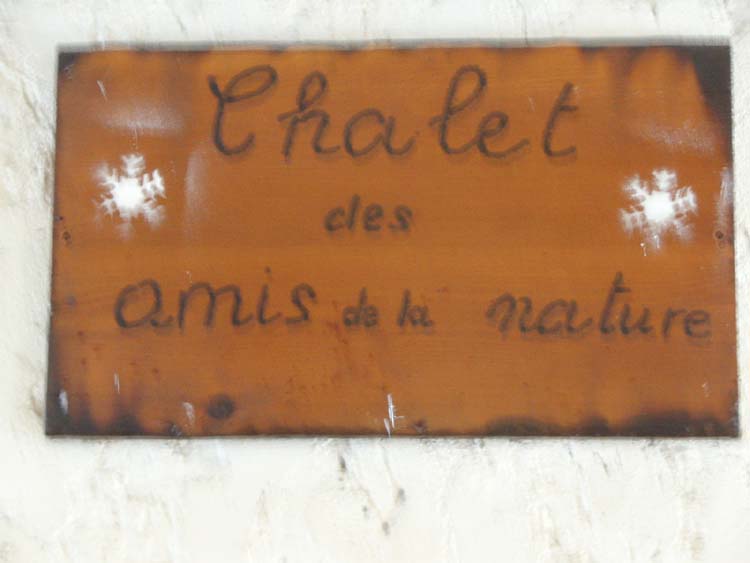 Chalet
des
amis de la nature